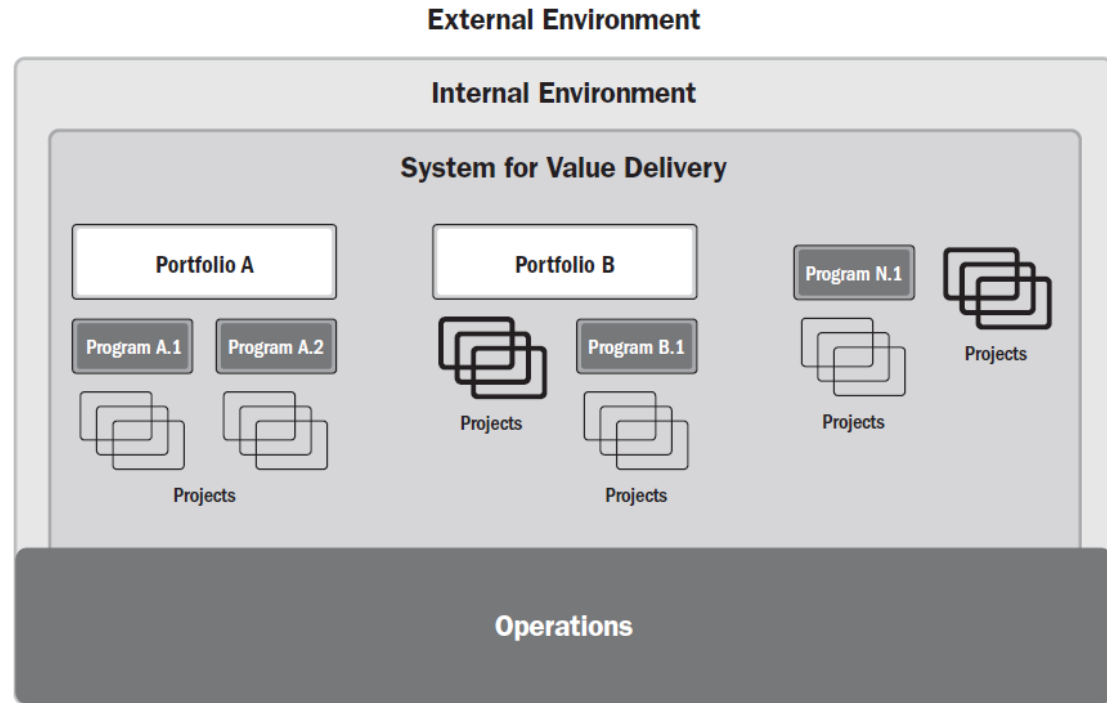 External Environment
Internal Environment
System for Value Delivery
Portfolio A
Portfolio B
Program N.1
Projects
Program A.1
Program A.2
Projects
Program B.1
Projects
Projects
Projects
Operations